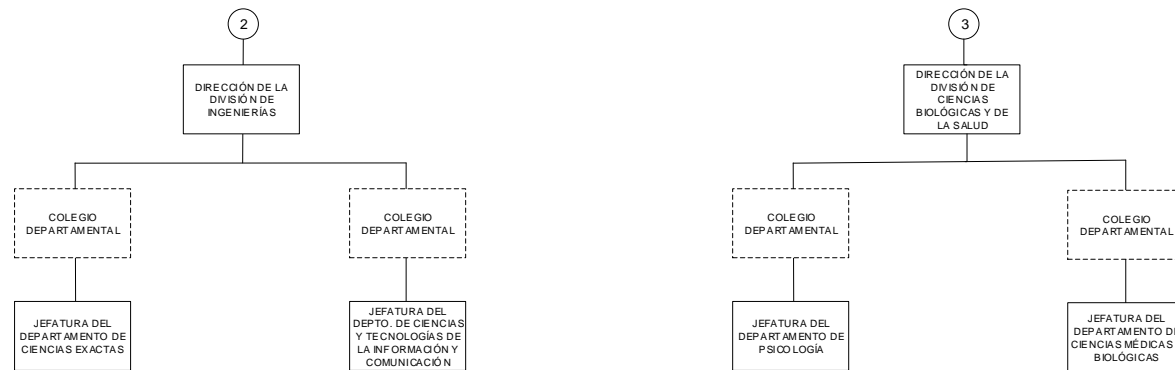 2
DIRECCIÓN DE LA
DIVISIÓN DE
INGENIERÍAS
COLEGIO
DEPARTAMENTAL
COLEGIO
DEPARTAMENTAL
JEFATURA DEL
DEPARTAMENTO DE
CIENCIAS EXACTAS
JEFATURA DEL
DEPTO. DE CIENCIAS
Y TECNOLOGÍAS DE
LA INFORMACIÓN Y
COMUNICACIÓN
3
DIRECCIÓN DE LA
DIVISIÓN DE
CIENCIAS
BIOLÓGICAS Y DE
LA SALUD
COLEGIO
DEPARTAMENTAL
COLEGIO
DEPARTAMENTAL
JEFATURA DEL
DEPARTAMENTO DE
PSICOLOGÍA
JEFATURA DEL
DEPARTAMENTO DE
CIENCIAS MÉDICAS
BIOLÓGICAS